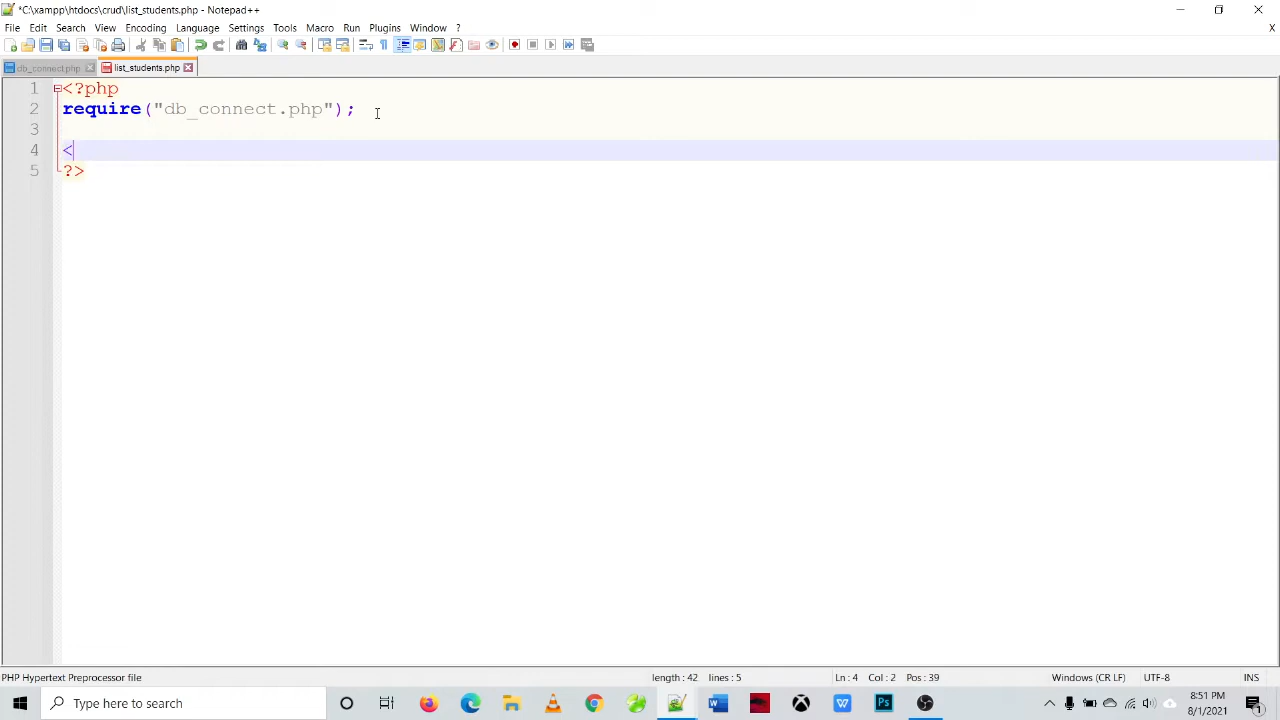 *C:\xampp\htdocs\crud\list_students.php - Notepad++
File Edit Search View Encoding Language Settings Tools Macro Run Plugins Window ?
X
db_connect.php list_students.php
1 <?php
2 require("db_connect.php");
3
4 <
5 ?>
PHP Hypertext Preprocessor file length: 42 lines: 5 Ln: 4 Col: 2 Pos: 39 Windows (CR LF) UTF-8 INS
Type here to search
W W Ps
8:51 PM
8/1/2021
1